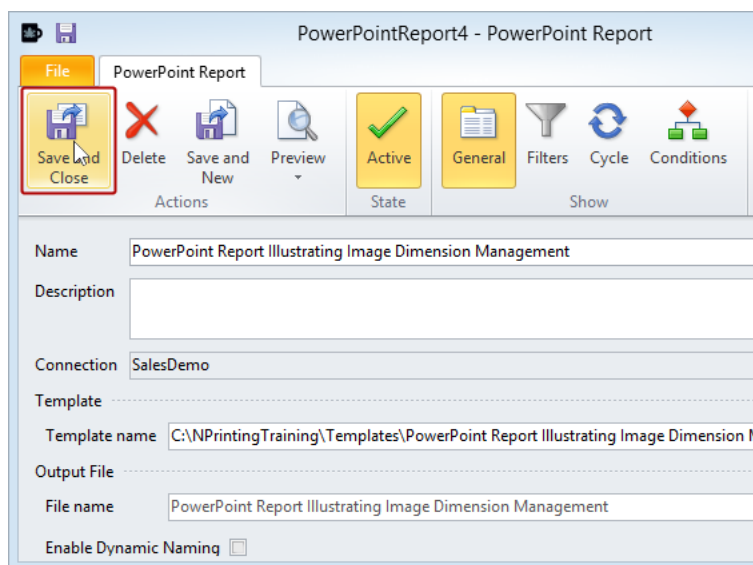 PowerPointReport4 - PowerPoint Report
File PowerPoint Report
Save and Close
Delete
Save and New
Preview
Active
General
Filters
Cycle
Conditions
Actions
State
Show
Name PowerPoint Report Illustrating Image Dimension Management
Description
Connection SalesDemo
Template
Template name C:\NPrintingTraining\Templates\PowerPoint Report Illustrating Image Dimension
Output File
File name PowerPoint Report Illustrating Image Dimension Management
Enable Dynamic Naming